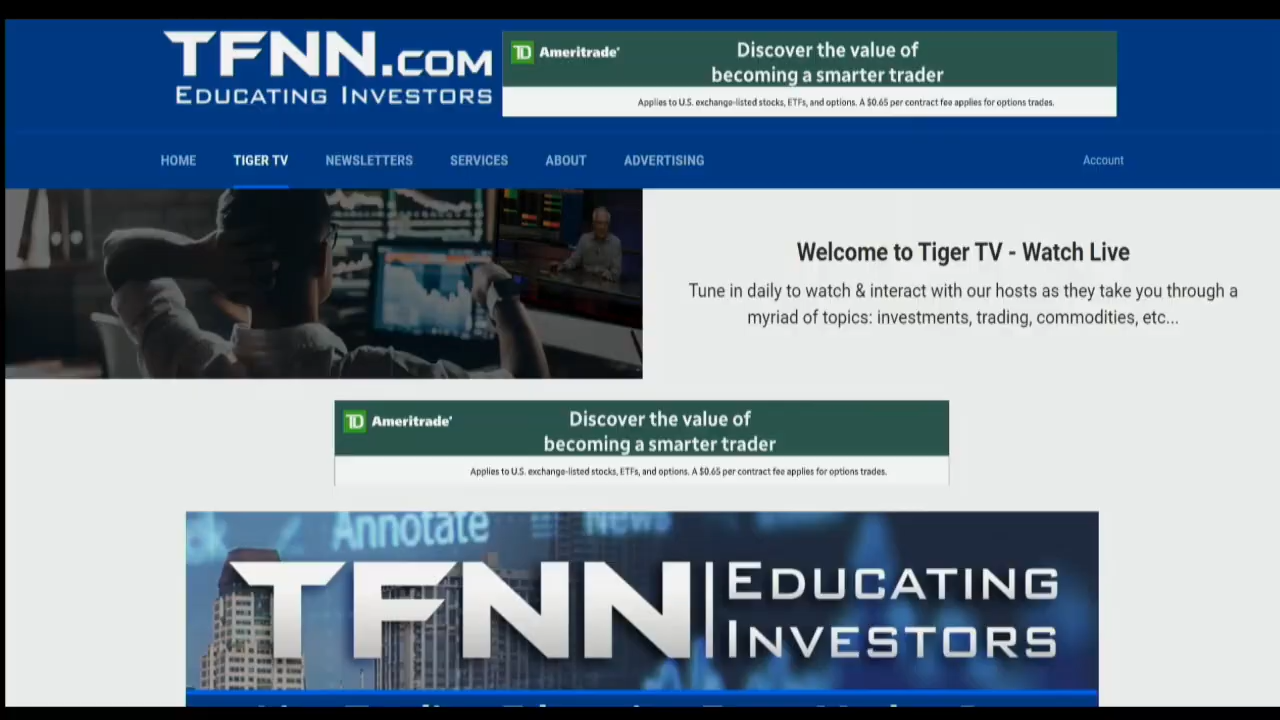 TFNN.COM
EDUCATING INVESTORS
TD Ameritrade
Discover the value of
becoming a smarter trader
Applies to U.S. exchange-listed stocks, ETFs, and options. A $0.65 per contract fee applies for options trades.
HOME TIGER TV NEWSLETTERS SERVICES ABOUT ADVERTISING Account
Welcome to Tiger TV - Watch Live
Tune in daily to watch & interact with our hosts as they take you through a
myriad of topics: investments, trading, commodities, etc...
TD Ameritrade
Discover the value of
becoming a smarter trader
Applies to U.S. exchange-listed stocks, ETFs, and options. A $0.65 per contract fee applies for options trades.
Annotate News
TFNN EDUCATING
INVESTORS